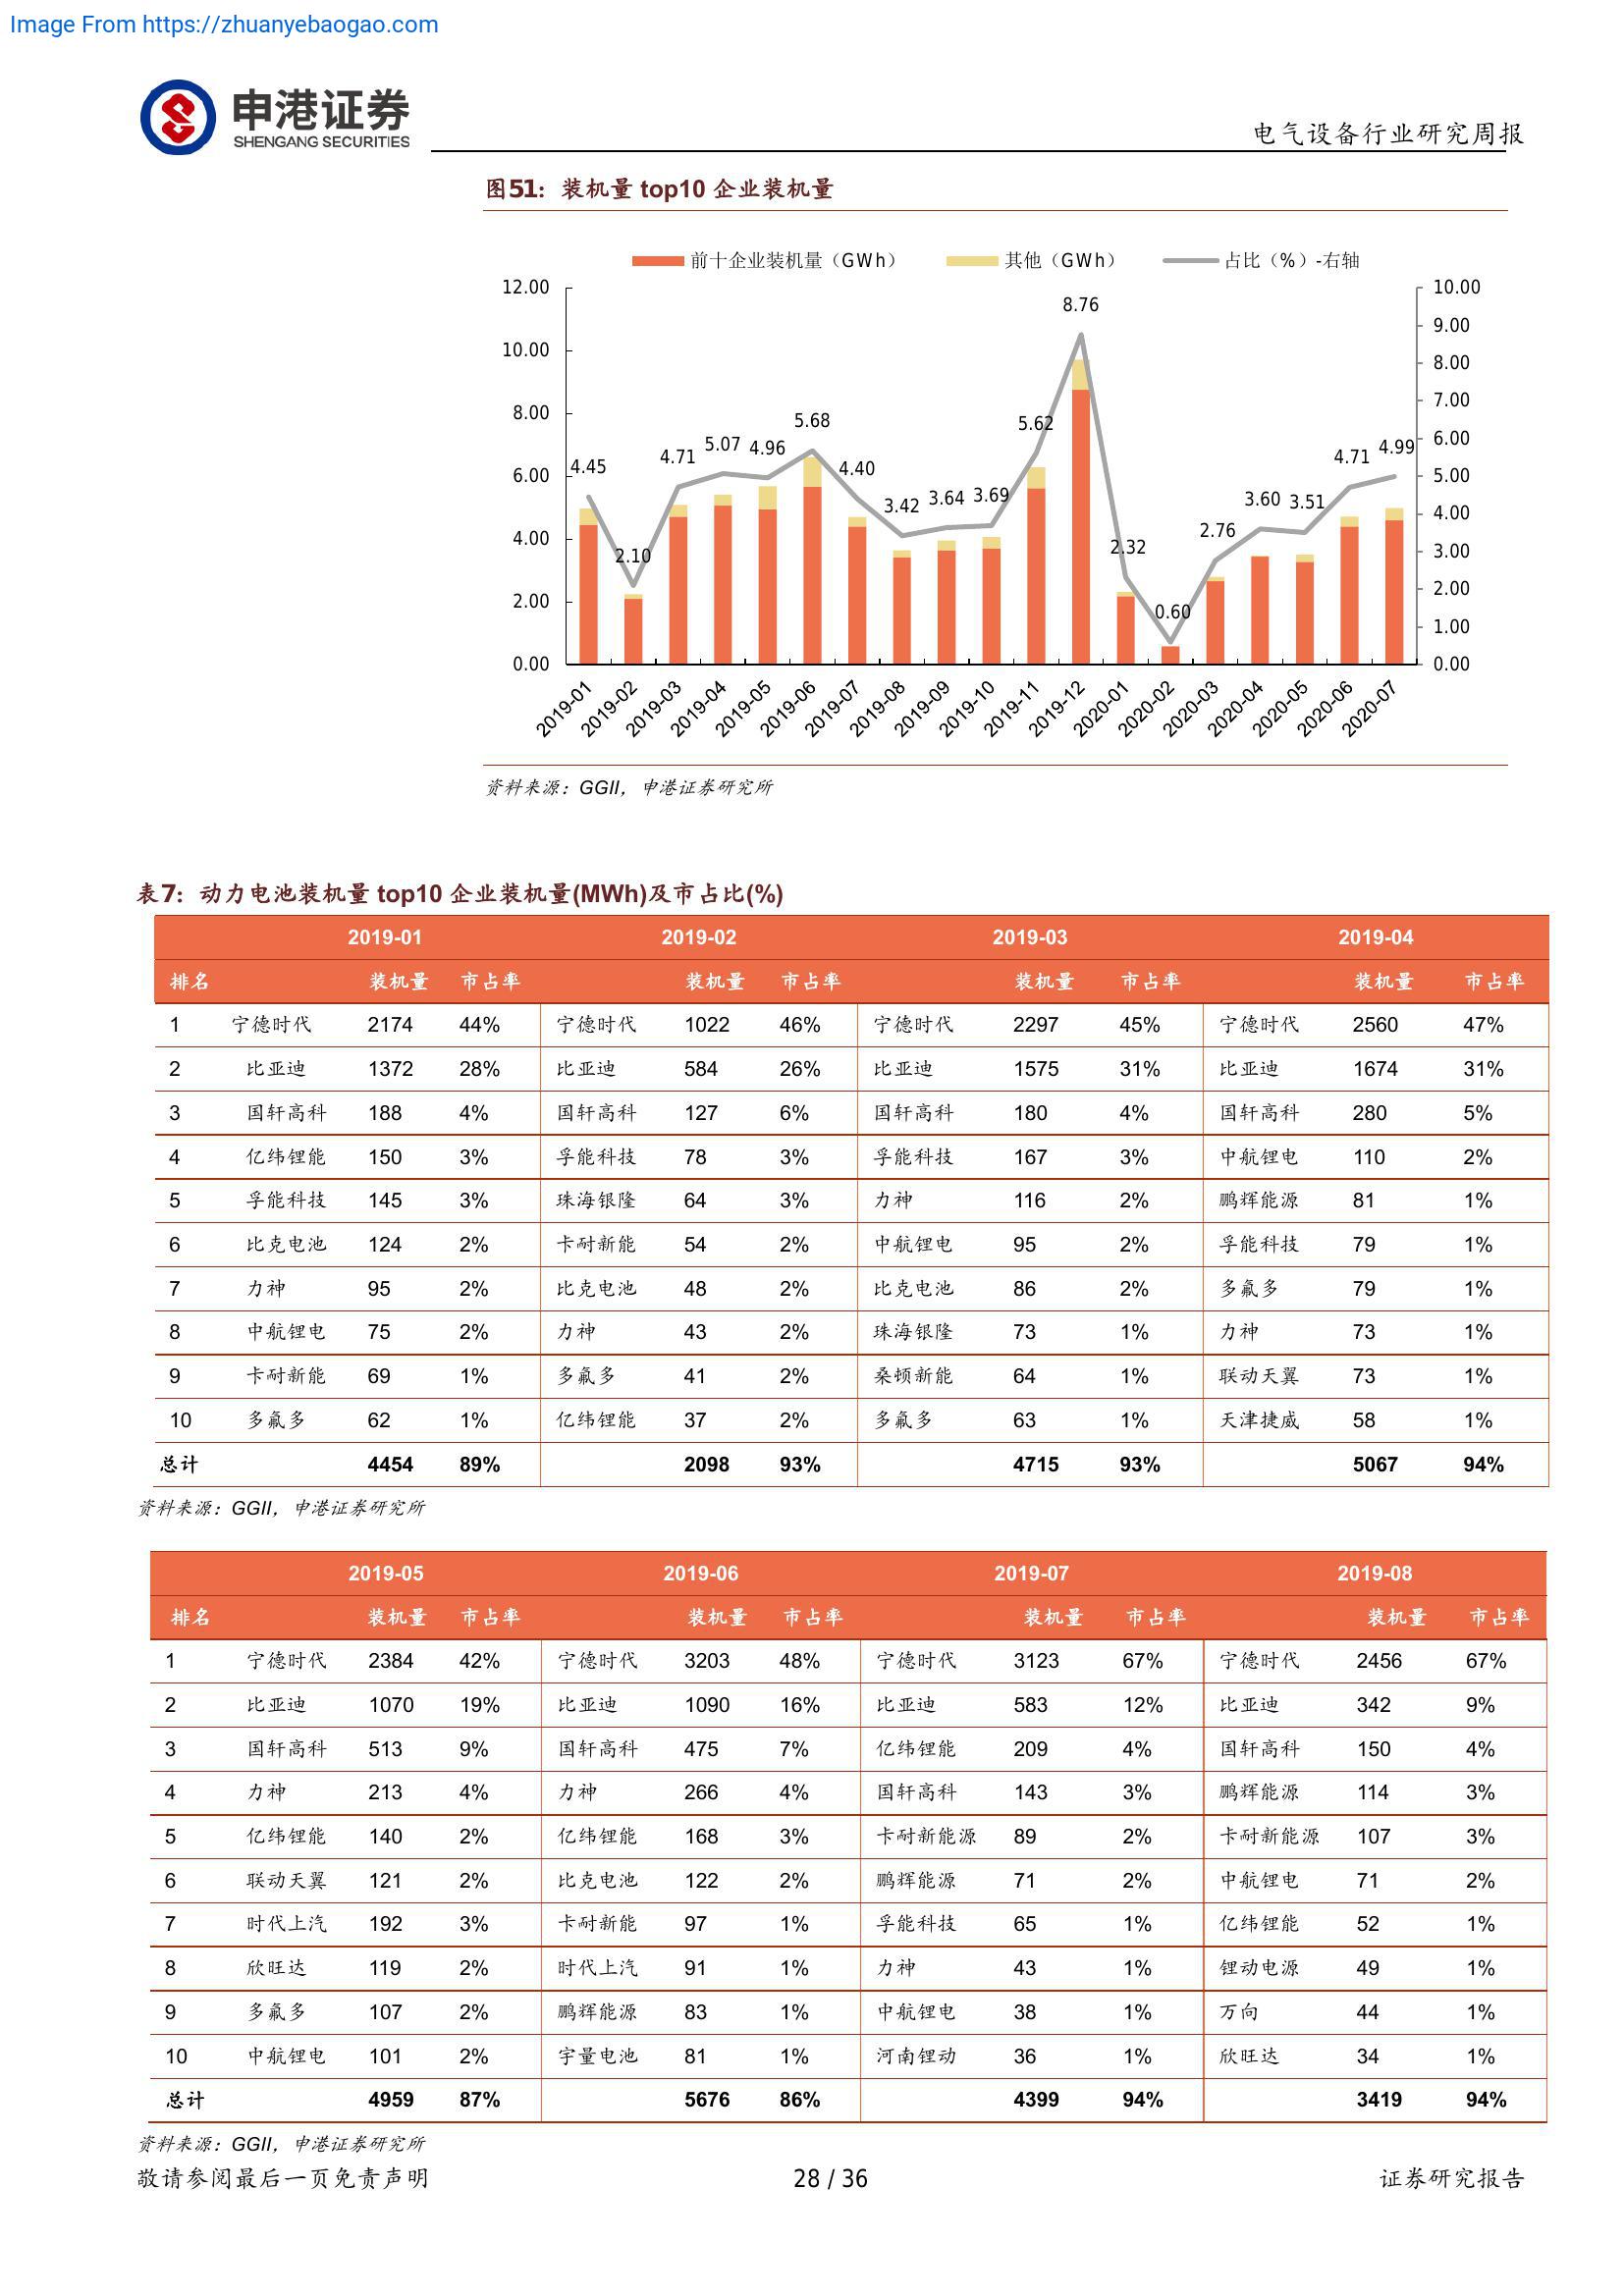 Image From https://zhuanyebaogao.com
申港证券
SHENGANG SECURITIES
电气设备行业研究周报
图51：装机量 top10 企业装机量
前十企业装机量（GWh） 其他（GWh） 占比（%）-右轴
12.00
10.00
8.00
6.00
4.00
2.00
0.00
10.00
9.00
8.00
7.00
6.00
5.00
4.00
3.00
2.00
1.00
0.00
4.45 2.10 4.71 5.07 4.96 5.68 4.40 3.42 3.64 3.69 5.62 8.76 2.32 0.60 2.76 3.60 3.51 4.71 4.99
2019-01 2019-02 2019-03 2019-04 2019-05 2019-06 2019-07 2019-08 2019-09 2019-10 2019-11 2019-12 2020-01 2020-02 2020-03 2020-04 2020-05 2020-06 2020-07
资料来源：GGII，申港证券研究所
表7：动力电池装机量 top10 企业装机量(MWh)及市占比(%)
2019-01 2019-02 2019-03 2019-04
排名 装机量 市占率 装机量 市占率 装机量 市占率 装机量 市占率
1 宁德时代 2174 44% 宁德时代 1022 46% 宁德时代 2297 45% 宁德时代 2560 47%
2 比亚迪 1372 28% 比亚迪 584 26% 比亚迪 1575 31% 比亚迪 1674 31%
3 国轩高科 188 4% 国轩高科 127 6% 国轩高科 180 4% 国轩高科 280 5%
4 亿纬锂能 150 3% 孚能科技 78 3% 孚能科技 167 3% 中航锂电 110 2%
5 孚能科技 145 3% 珠海银隆 64 3% 力神 116 2% 鹏辉能源 81 1%
6 比克电池 124 2% 卡耐新能 54 2% 中航锂电 95 2% 孚能科技 79 1%
7 力神 95 2% 比克电池 48 2% 比克电池 86 2% 多氟多 79 1%
8 中航锂电 75 2% 力神 43 2% 珠海银隆 73 1% 力神 73 1%
9 卡耐新能 69 1% 多氟多 41 2% 桑顿新能 64 1% 联动天翼 73 1%
10 多氟多 62 1% 亿纬锂能 37 2% 多氟多 63 1% 天津捷威 58 1%
总计 4454 89% 2098 93% 4715 93% 5067 94%
资料来源：GGII，申港证券研究所
2019-05 2019-06 2019-07 2019-08
排名 装机量 市占率 装机量 市占率 装机量 市占率 装机量 市占率
1 宁德时代 2384 42% 宁德时代 3203 48% 宁德时代 3123 67% 宁德时代 2456 67%
2 比亚迪 1070 19% 比亚迪 1090 16% 比亚迪 583 12% 比亚迪 342 9%
3 国轩高科 513 9% 国轩高科 475 7% 亿纬锂能 209 4% 国轩高科 150 4%
4 力神 213 4% 力神 266 4% 国轩高科 143 3% 鹏辉能源 114 3%
5 亿纬锂能 140 2% 亿纬锂能 168 3% 卡耐新能源 89 2% 卡耐新能源 107 3%
6 联动天翼 121 2% 比克电池 122 2% 鹏辉能源 71 2% 中航锂电 71 2%
7 时代上汽 192 3% 卡耐新能 97 1% 孚能科技 65 1% 亿纬锂能 52 1%
8 欣旺达 119 2% 时代上汽 91 1% 力神 43 1% 锂动电源 49 1%
9 多氟多 107 2% 鹏辉能源 83 1% 中航锂电 38 1% 万向 44 1%
10 中航锂电 101 2% 宇量电池 81 1% 河南锂动 36 1% 欣旺达 34 1%
总计 4959 87% 5676 86% 4399 94% 3419 94%
资料来源：GGII，申港证券研究所
敬请参阅最后一页免责声明 28 / 36 证券研究报告